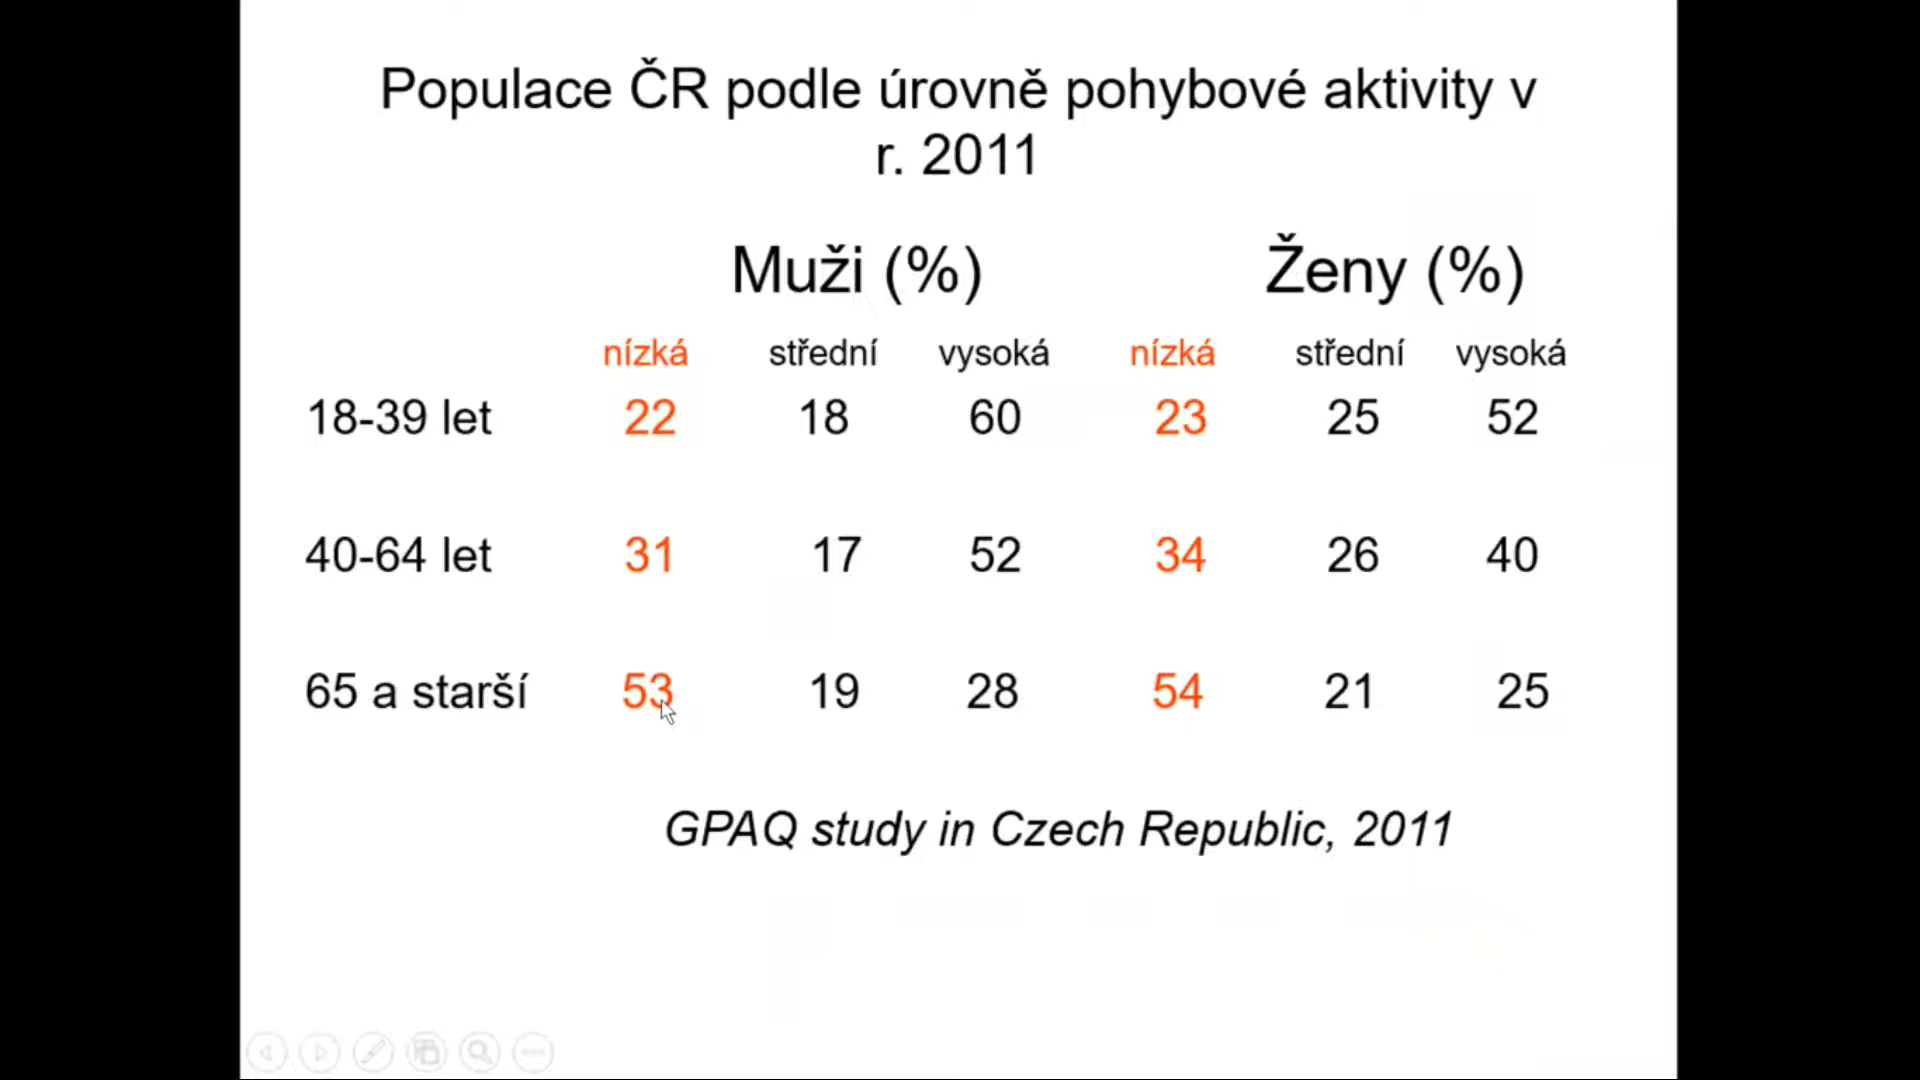 Populace ČR podle úrovně pohybové aktivity v
r. 2011
Muži (%) Ženy (%)
nízká střední vysoká nízká střední vysoká
18-39 let 22 18 60 23 25 52
40-64 let 31 17 52 34 26 40
65 a starší 53 19 28 54 21 25
GPAQ study in Czech Republic, 2011